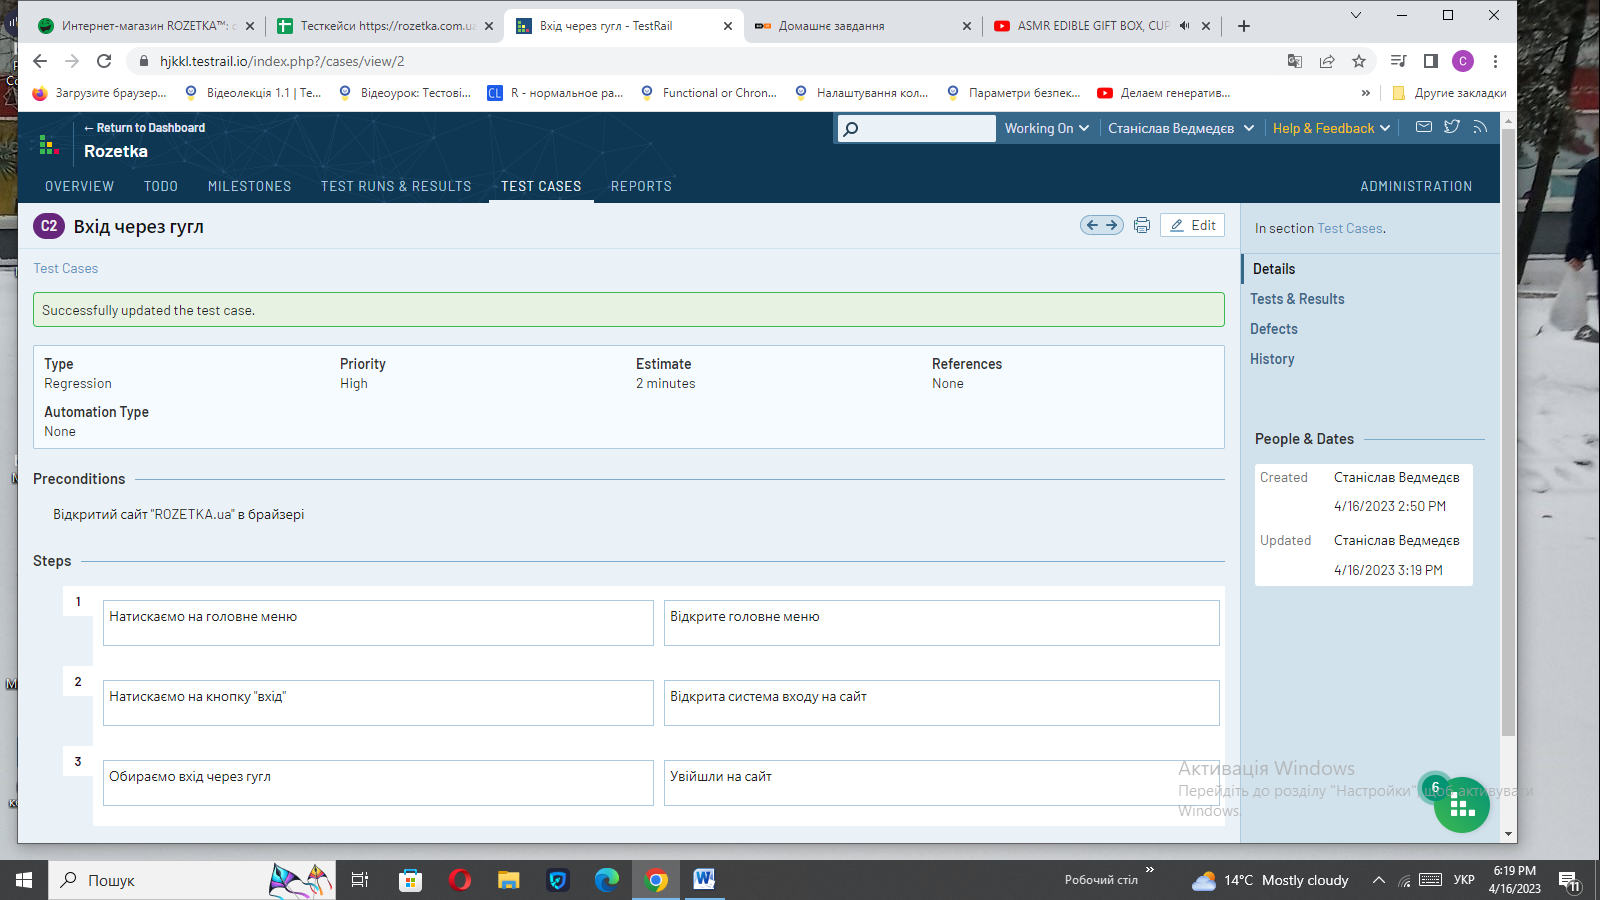 Интернет-магазин ROZETKA™: с
Тесткейси https://rozetka.com.ua
Вхід через гугл - TestRail
Домашнє завдання
ASMR EDIBLE GIFT BOX, CUP
hjkkl.testrail.io/index.php?/cases/view/2
C
Загрузите браузер...
Відеолекція 1.1 | Те...
Відеоурок: Тестові...
CL
R - нормальное ра...
Functional or Chron...
Налаштування кол...
Параметри безпек...
Делаем генератив...
»
Другие закладки
← Return to Dashboard
Rozetka
Working On
Станіслав Ведмедєв
Help & Feedback
OVERVIEW
TODO
MILESTONES
TEST RUNS & RESULTS
TEST CASES
REPORTS
ADMINISTRATION
C2
Вхід через гугл
Edit
Test Cases
Successfully updated the test case.
Type
Priority
Estimate
References
Regression
High
2 minutes
None
Automation Type
None
Preconditions
Відкритий сайт "ROZETKA.ua" в брайзері
Steps
1
Натискаємо на головне меню
Відкрите головне меню
2
Натискаємо на кнопку "вхід"
Відкрита система входу на сайт
3
Обираємо вхід через гугл
Увійшли на сайт
In section Test Cases.
Details
Tests & Results
Defects
History
People & Dates
Created
Станіслав Ведмедєв
4/16/2023 2:50 PM
Updated
Станіслав Ведмедєв
4/16/2023 3:19 PM
Активація Windows
Перейдіть до розділу "Настройки", щоб активувати
Windows.
6
Пошук
Робочий стіл
»
14°C Mostly cloudy
УКР
6:19 PM
4/16/2023
11